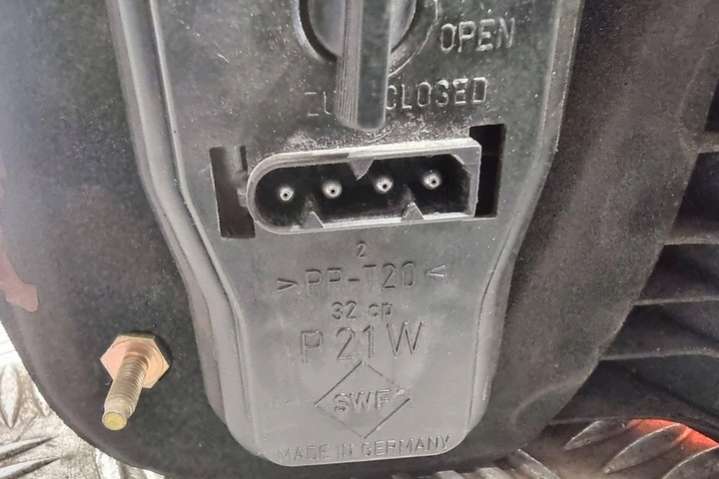 OPEN
CLOSED
2
>PP-T20<
32 cp
P21W
SWF
MADE IN GERMANY